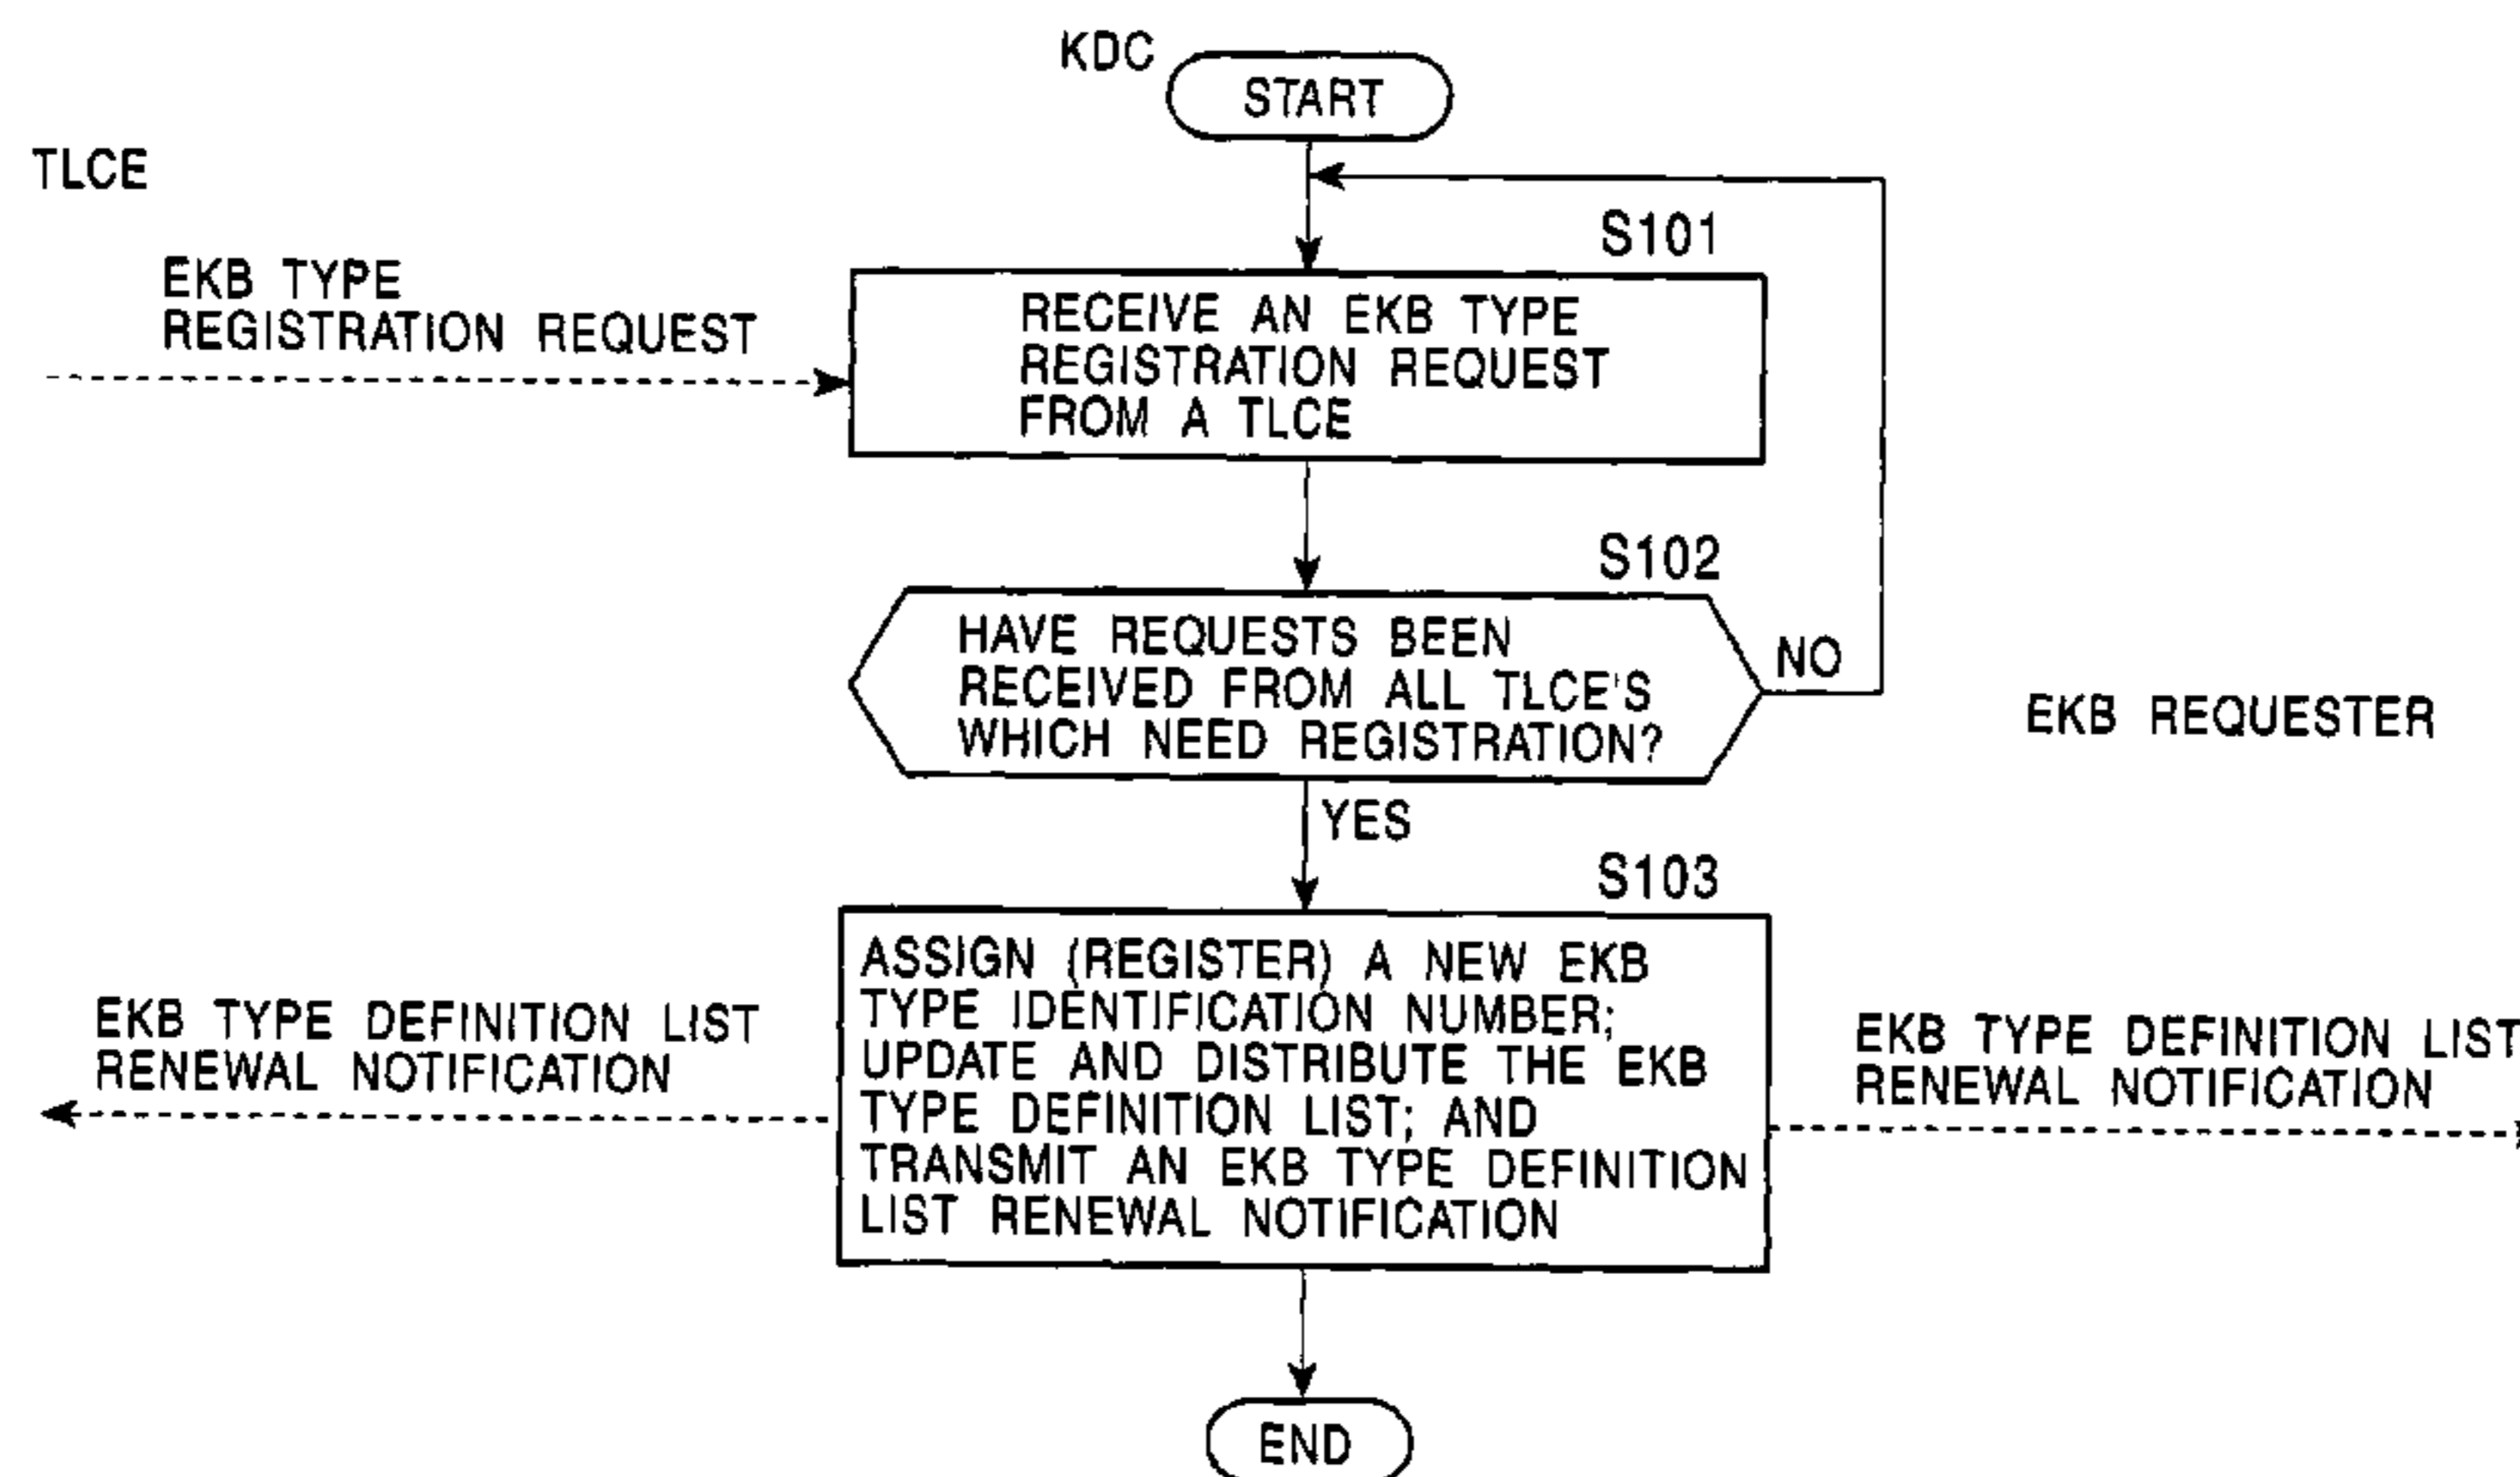 KDC
START
TLCE
S101
EKB TYPE
REGISTRATION REQUEST
RECEIVE AN EKB TYPE
REGISTRATION REQUEST
FROM A TLCE
S102
HAVE REQUESTS BEEN
RECEIVED FROM ALL TLCE'S
WHICH NEED REGISTRATION?
NO
EKB REQUESTER
YES
S103
ASSIGN (REGISTER) A NEW EKB
TYPE IDENTIFICATION NUMBER;
UPDATE AND DISTRIBUTE THE EKB
TYPE DEFINITION LIST; AND
TRANSMIT AN EKB TYPE DEFINITION
LIST RENEWAL NOTIFICATION
EKB TYPE DEFINITION LIST
RENEWAL NOTIFICATION
EKB TYPE DEFINITION LIST
RENEWAL NOTIFICATION
END